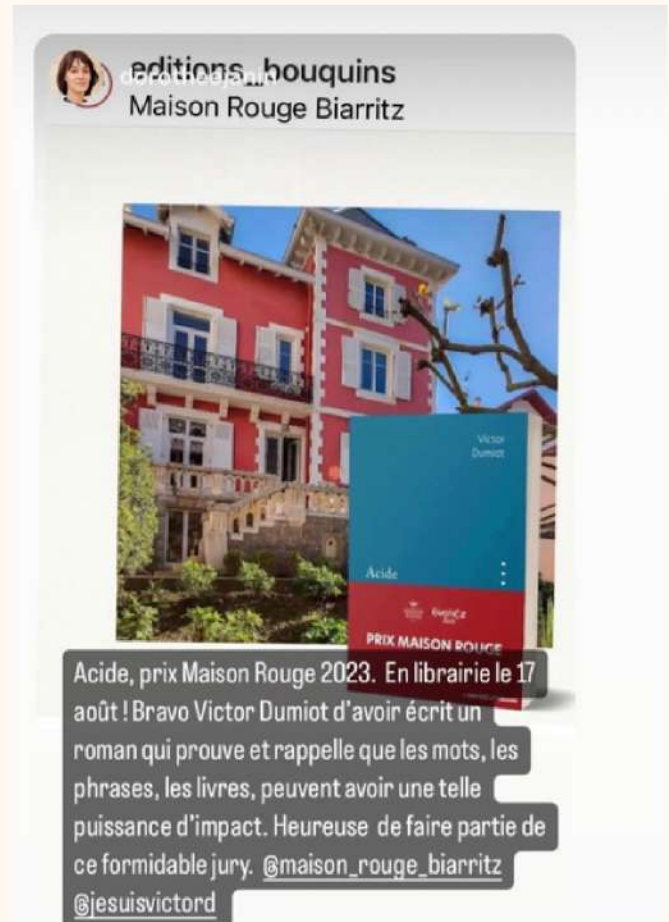 editions_bouquins
dorotheejanin
Maison Rouge Biarritz
Victor
Dumiot
Acide
Biarritz
PRIX MAISON ROUGE
Acide, prix Maison Rouge 2023. En librairie le 17
août ! Bravo Victor Dumiot d'avoir écrit un
roman qui prouve et rappelle que les mots, les
phrases, les livres, peuvent avoir une telle
puissance d'impact. Heureuse de faire partie de
ce formidable jury. @maison_rouge_biarritz
@jesuisvictord